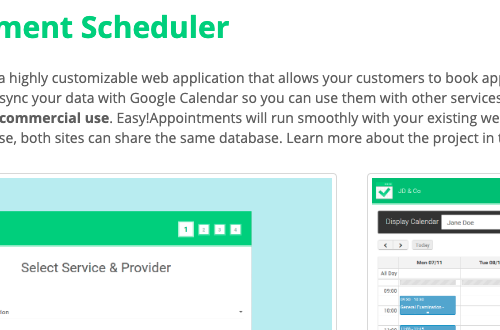 ment Scheduler
a highly customizable web application that allows your customers to book app
sync your data with Google Calendar so you can use them with other services
commercial use. Easy!Appointments will run smoothly with your existing we
se, both sites can share the same database. Learn more about the project in t
1 2 3 4
Select Service & Provider
tion
JD & Co
Display Calendar Jane Doe
Today
Mon 07/11 Tue 08/1
All Day
09:00
10:00